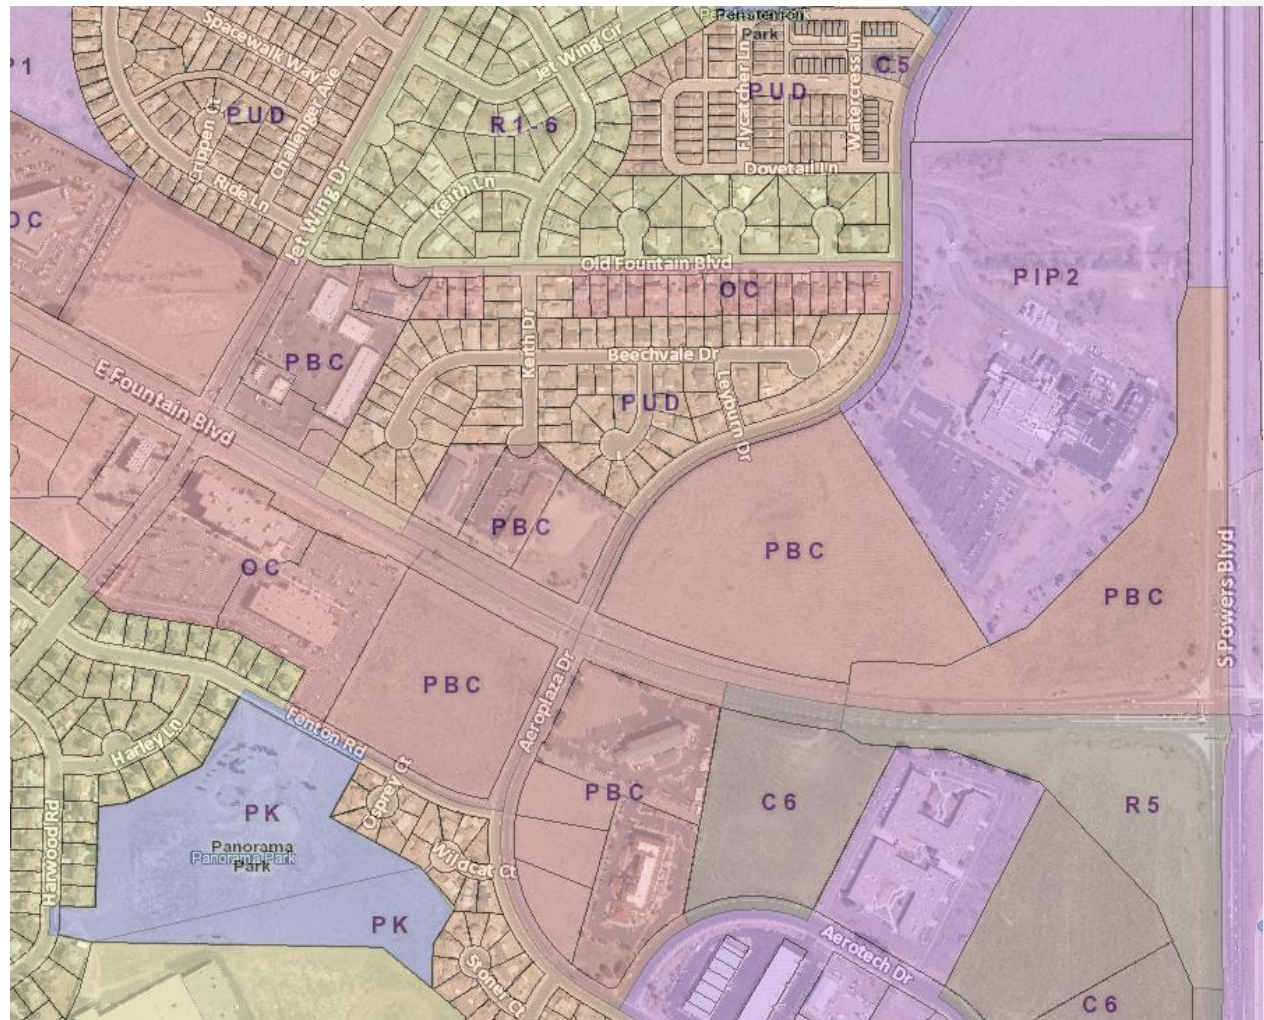 Penstemon
Park
Spacewalk Way
Jet Wing Cir
P1
C5
PUD
PUD
R1-6
Challenger Ave
Crippen Ct
Flycatcher Ln
Watercress Ln
Dovetail Ln
Ride Ln
Keith Ln
Jet Wing Dr
OC
Old Fountain Blvd
PIP2
OC
Keith Dr
Beechvale Dr
PBC
E Fountain Blvd
PUD
Leyburn Dr
PBC
PBC
OC
PBC
S Powers Blvd
PBC
Aeroplaza Dr
Fenton Rd
Harley Ln
Osprey Ct
PBC
C6
R5
PK
Panorama
Panorama Park
Park
Harwood Rd
Wildcat Ct
PK
Aerotech Dr
Stoner Ct
C6